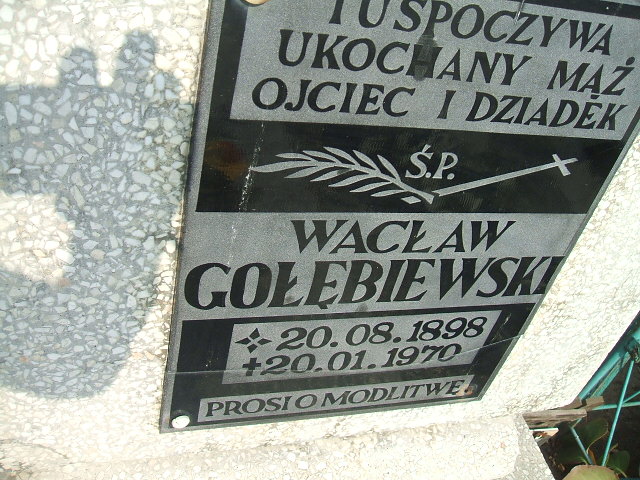 TU SPOCZYWA
UKOCHANY MĄŻ
OJCIEC I DZIADEK
Ś.P.
WACŁAW
GOŁĘBIEWSKI
20.08.1898
20.01.1970
PROSI O MODLITWĘ